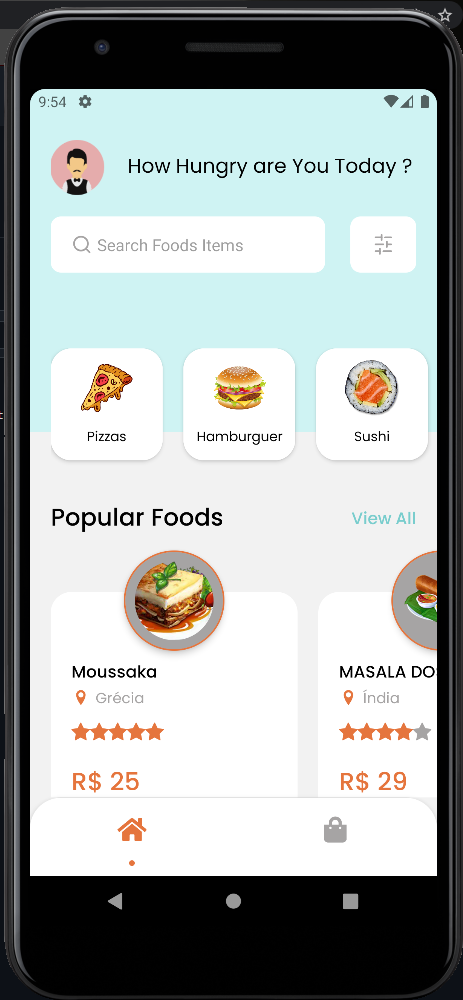 9:54
How Hungry are You Today ?
Search Foods Items
Pizzas
Hamburguer
Sushi
Popular Foods
View All
Moussaka
MASALA DO
Grécia
Índia
R$ 25
R$ 29